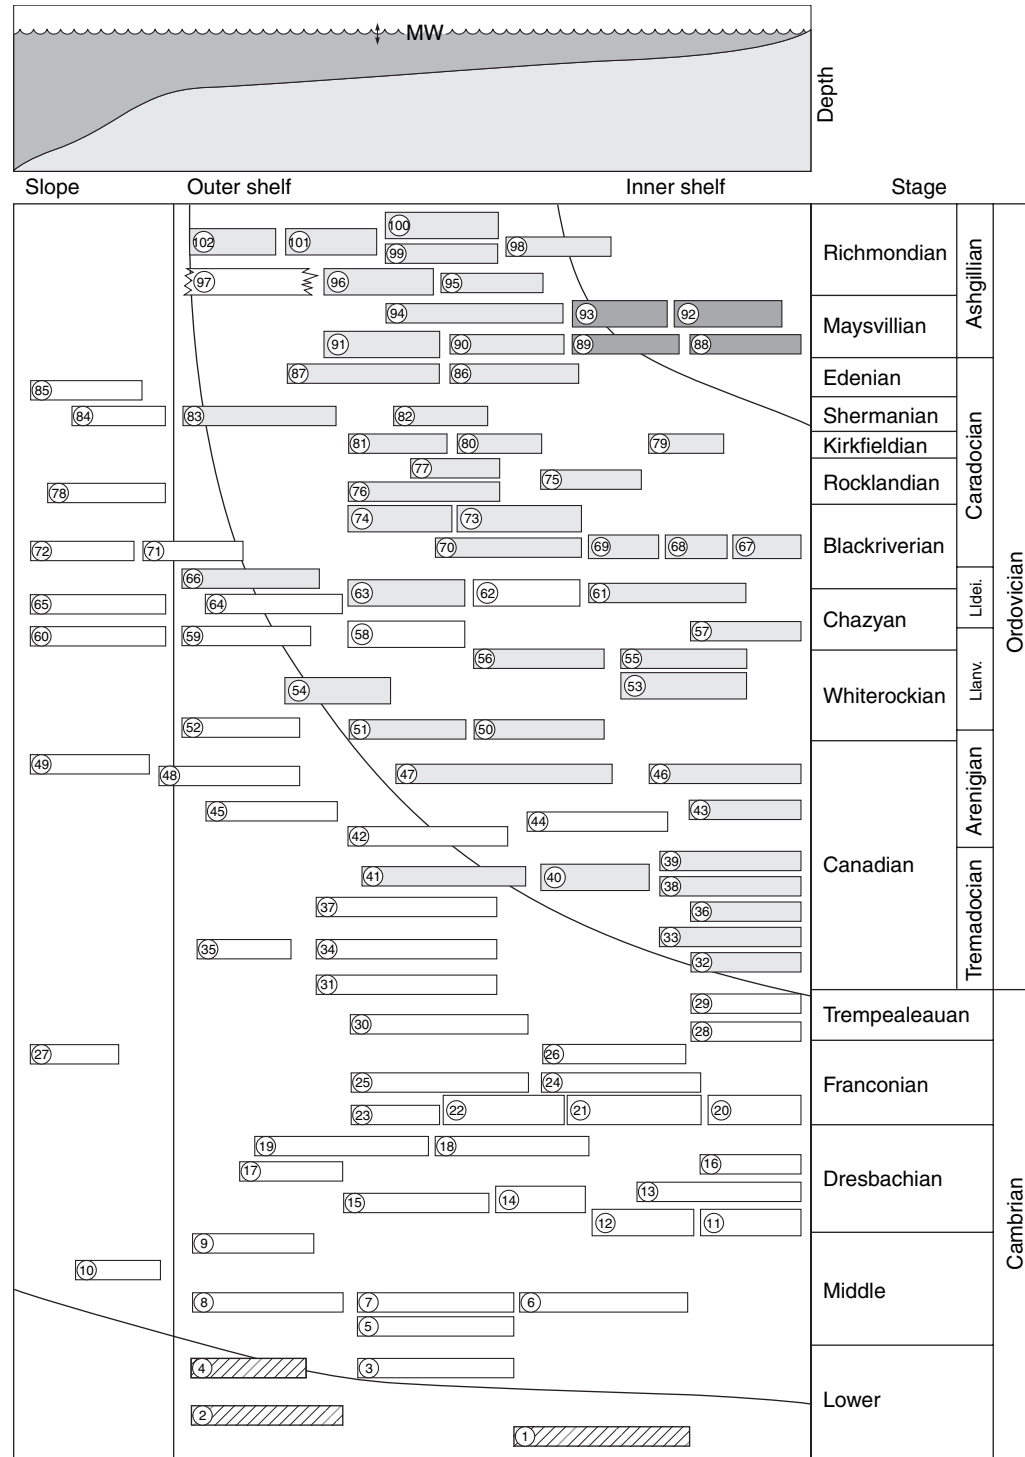 MW
Depth
Slope Outer shelf Inner shelf Stage
100
102 101 99 98
97 96 95
94 93 92
91 90 89 88
87 86
85
84 83 82
81 80 79
77
78 76 75
74 73
72 71 70 69 68 67
66
65 64 63 62 61
60 59 58 57
56 55
54 53
52 51 50
49 48 47 46
45 44 43
42
41 40 39
38
37 36
35 34 33
32
31
30 29
28
27 26
25 24
23 22 21 20
19 18
17 16
15 14 13
12 11
9
10
8 7 6
5
4 3
2
1
Richmondian
Maysvillian
Edenian
Shermanian
Kirkfieldian
Rocklandian
Blackriverian
Chazyan
Whiterockian
Canadian
Trempealeauan
Franconian
Dresbachian
Middle
Lower
Ashgillian
Caradocian
Lldei.
Llanv.
Arenigian
Tremadocian
Ordovician
Cambrian